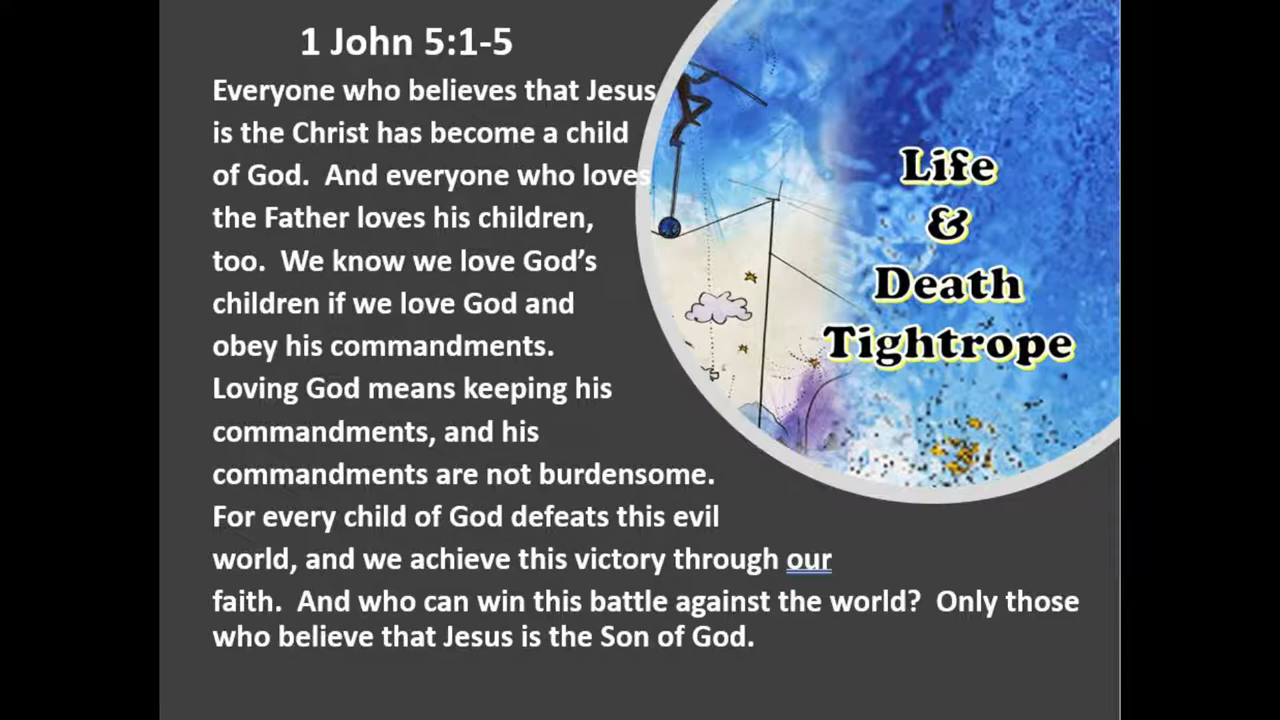 1 John 5:1-5
Everyone who believes that Jesus
is the Christ has become a child
of God.  And everyone who loves
the Father loves his children,
too.  We know we love God’s
children if we love God and
obey his commandments.
Loving God means keeping his
commandments, and his
commandments are not burdensome.
For every child of God defeats this evil
world, and we achieve this victory through our
faith.  And who can win this battle against the world?  Only those
who believe that Jesus is the Son of God.
Life
&
Death
Tightrope